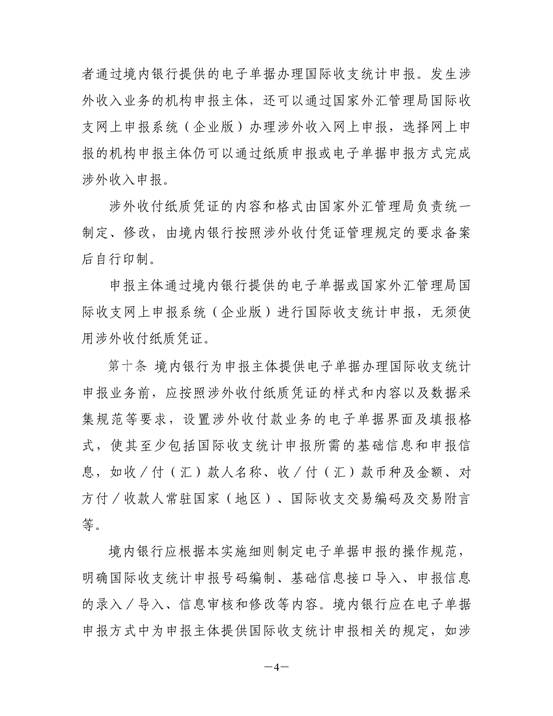 者通过境内银行提供的电子单据办理国际收支统计申报。发生涉
外收入业务的机构申报主体，还可以通过国家外汇管理局国际收
支网上申报系统（企业版）办理涉外收入网上申报，选择网上申
报的机构申报主体仍可以通过纸质申报或电子单据申报方式完成
涉外收入申报。
涉外收付纸质凭证的内容和格式由国家外汇管理局负责统一
制定、修改，由境内银行按照涉外收付凭证管理规定的要求备案
后自行印制。
申报主体通过境内银行提供的电子单据或国家外汇管理局国
际收支网上申报系统（企业版）进行国际收支统计申报，无须使
用涉外收付纸质凭证。
第十条 境内银行为申报主体提供电子单据办理国际收支统计
申报业务前，应按照涉外收付纸质凭证的样式和内容以及数据采
集规范等要求，设置涉外收付款业务的电子单据界面及填报格
式，使其至少包括国际收支统计申报所需的基础信息和申报信
息，如收／付（汇）款人名称、收／付（汇）款币种及金额、对
方付／收款人常驻国家（地区）、国际收支交易编码及交易附言
等。
境内银行应根据本实施细则制定电子单据申报的操作规范，
明确国际收支统计申报号码编制、基础信息接口导入、申报信息
的录入／导入、信息审核和修改等内容。境内银行应在电子单据
申报方式中为申报主体提供国际收支统计申报相关的规定，如涉
—4—